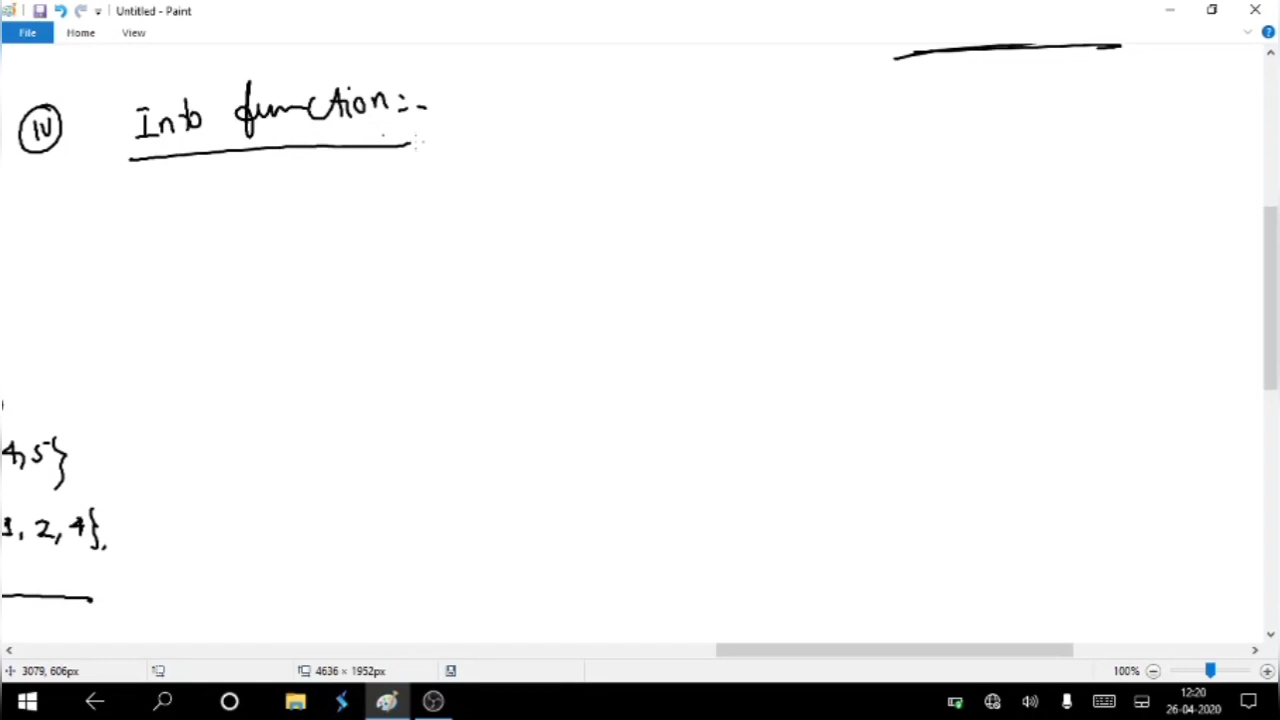 Untitled - Paint
File Home View
IV Into function:-
4,5}
3, 2, 4}.
3079, 606px
4636 × 1952px
100%
12:20
26-04-2020